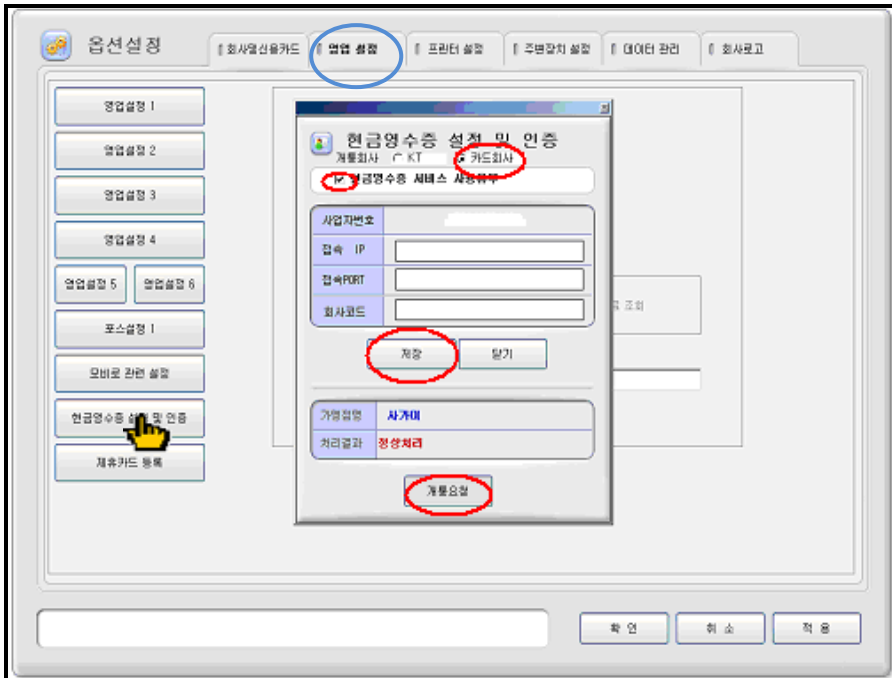 옵션설정
회사및신용카드
영업 설정
프린터 설정
주변장치 설정
데이터 관리
회사로고
영업설정 1
영업설정 2
영업설정 3
영업설정 4
영업설정 5
영업설정 6
포스설정 1
모비로 관련 설정
현금영수증 설정 및 인증
제휴카드 등록
현금영수증 설정 및 인증
개통회사
KT
카드회사
현금영수증 서비스 사용유무
사업자번호
접속 IP
접속PORT
회사코드
저장
닫기
가맹점명
사가미
처리결과
정상처리
개통요청
조회
확 인
취 소
적 용